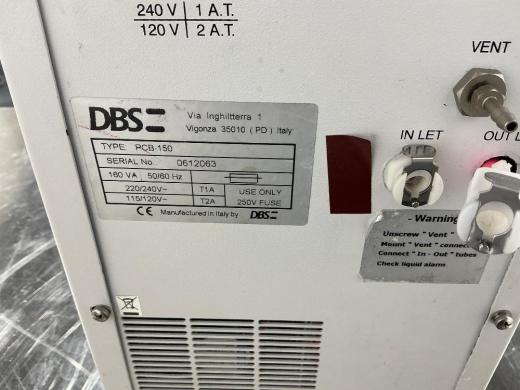 240 V | 1 A.T.
120 V | 2 A.T.
VENT
DBS
Via Inghilterra 1
Vigonza 35010 ( PD ) Italy
TYPE PCB-150
SERIAL No. 0612063
160 VA 50/60 Hz
220/240V~ T1A USE ONLY
115/120V~ T2A 250V FUSE
CE Manufactured in Italy by DBS
IN LET
OUT L
- Warning
Unscrew " Vent "
Mount " Vent " connec
Connect " In - Out " tubes
Check liquid alarm